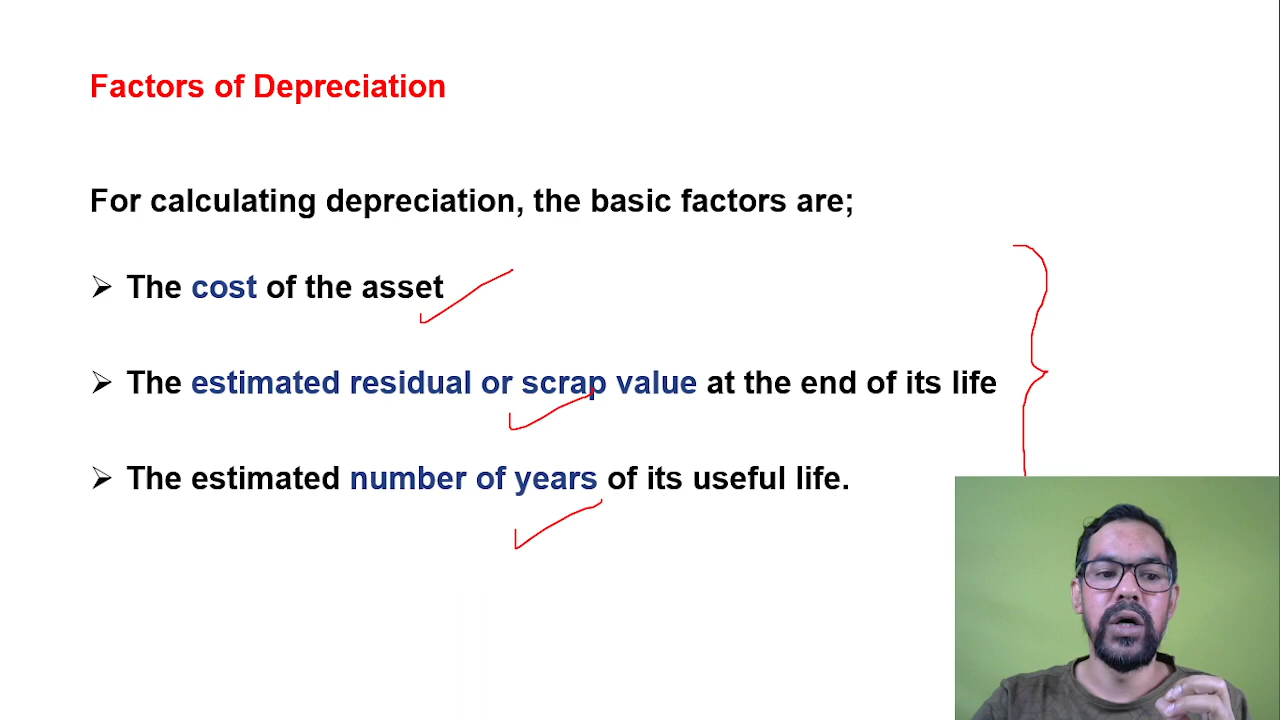 Factors of Depreciation
For calculating depreciation, the basic factors are;
The cost of the asset
The estimated residual or scrap value at the end of its life
The estimated number of years of its useful life.